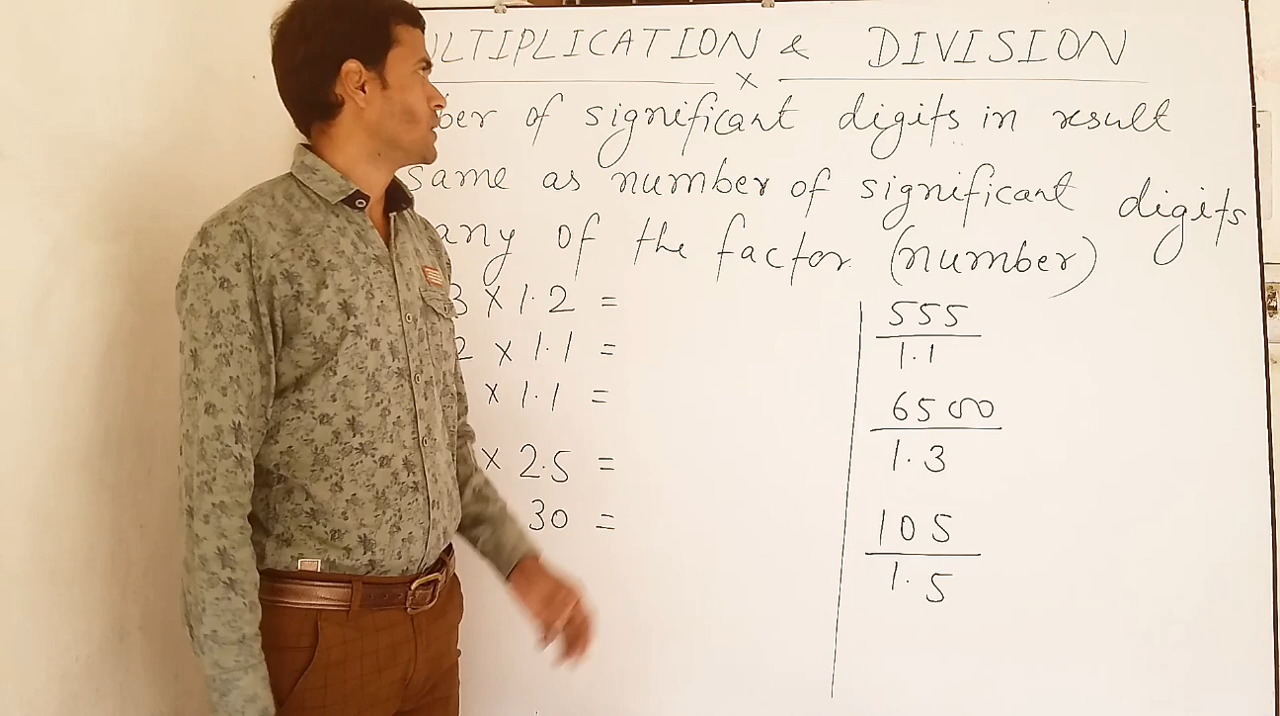 LTIPLICATION & DIVISION
x
ber of significant digits in result
same as number of significant digits
any of the factor (number)
3 x 1.2 =
2 x 1.1 =
x 1.1 =
x 2.5 =
30 =
555
1.1
6500
1.3
105
1.5